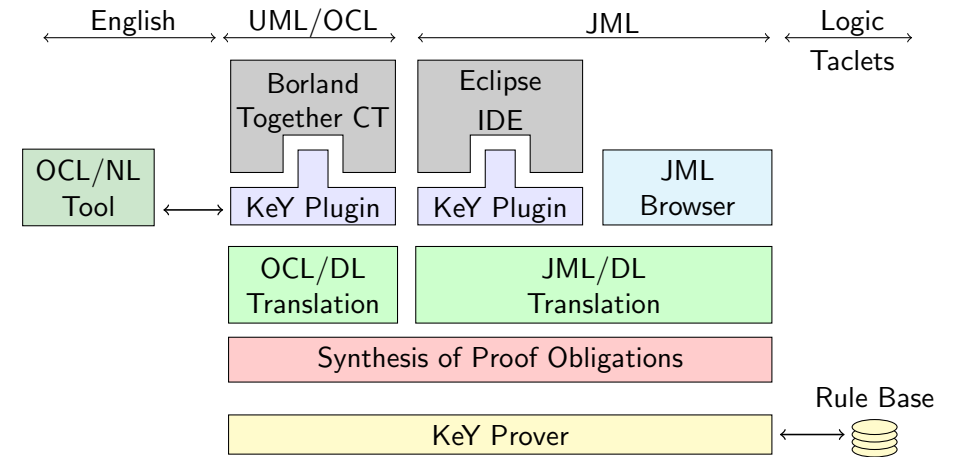 English
UML/OCL
JML
Logic
Taclets
Borland
Together CT
Eclipse
IDE
OCL/NL
Tool
KeY Plugin
KeY Plugin
JML
Browser
OCL/DL
Translation
JML/DL
Translation
Synthesis of Proof Obligations
Rule Base
KeY Prover